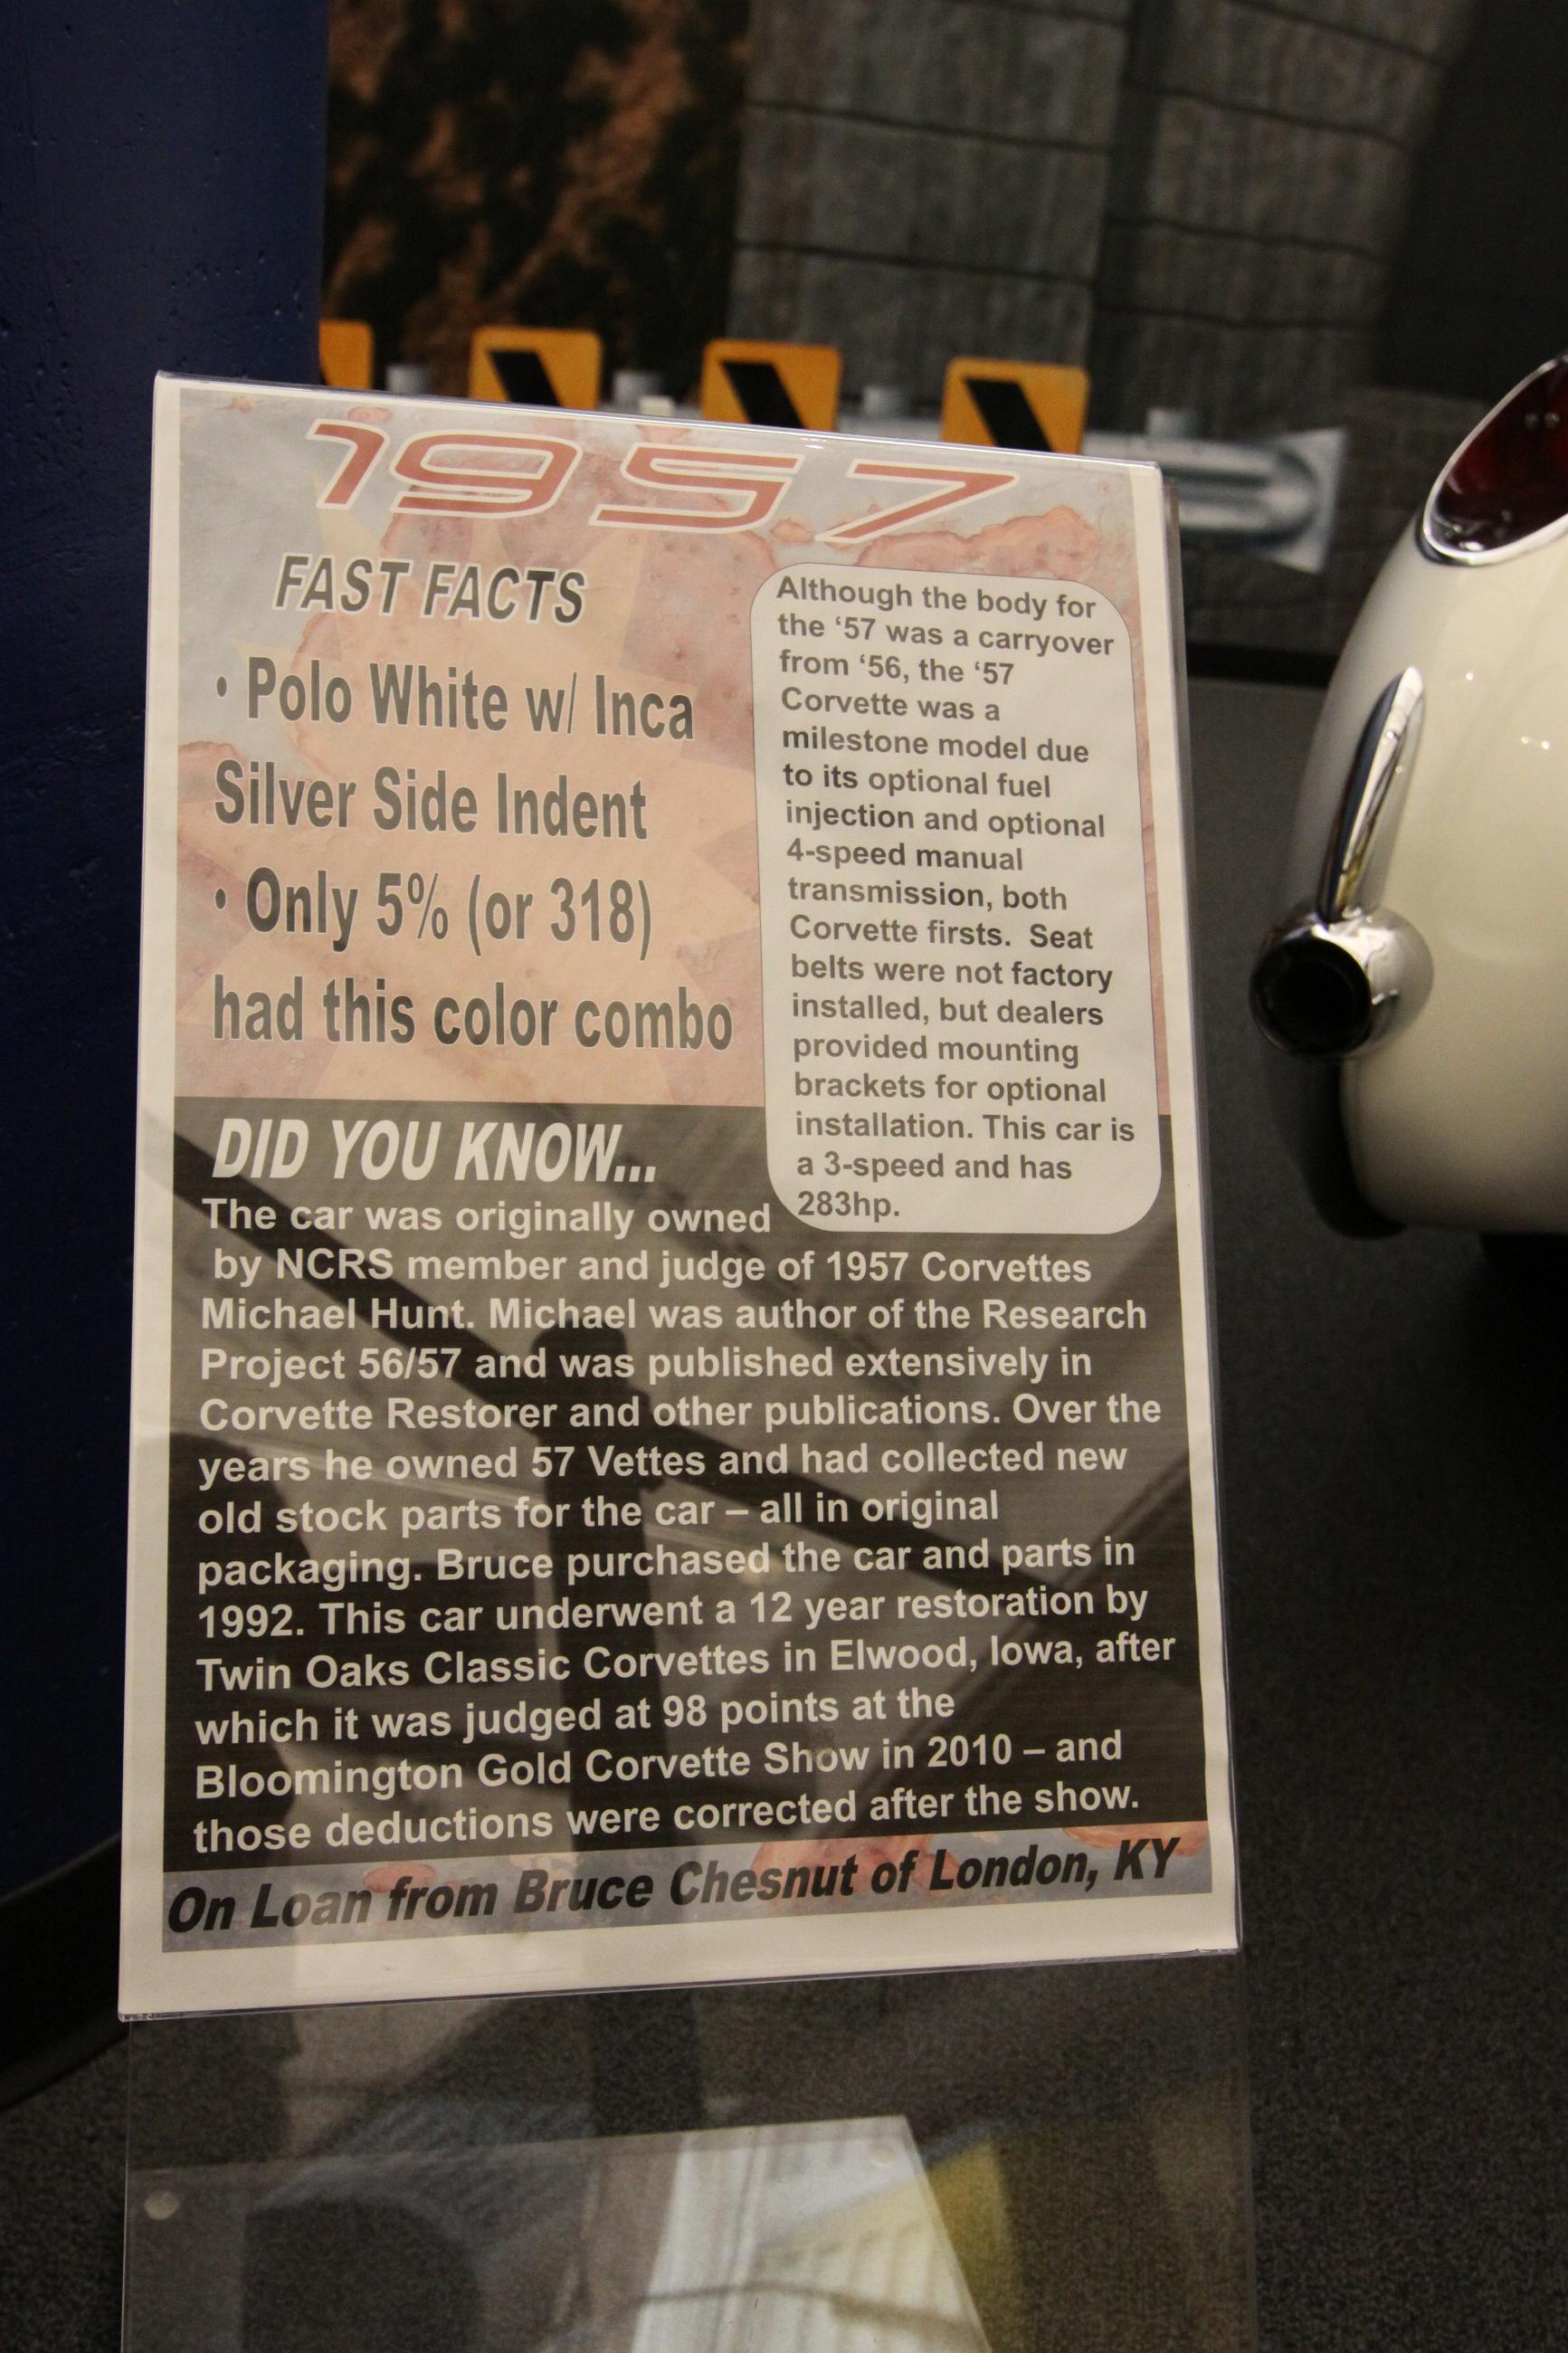 1957
FAST FACTS
• Polo White w/ Inca
Silver Side Indent
• Only 5% (or 318)
had this color combo
Although the body for
the ‘57 was a carryover
from ‘56, the ‘57
Corvette was a
milestone model due
to its optional fuel
injection and optional
4-speed manual
transmission, both
Corvette firsts.  Seat
belts were not factory
installed, but dealers
provided mounting
brackets for optional
installation. This car is
a 3-speed and has
283hp.
DID YOU KNOW...
The car was originally owned
by NCRS member and judge of 1957 Corvettes
Michael Hunt. Michael was author of the Research
Project 56/57 and was published extensively in
Corvette Restorer and other publications. Over the
years he owned 57 Vettes and had collected new
old stock parts for the car – all in original
packaging. Bruce purchased the car and parts in
1992. This car underwent a 12 year restoration by
Twin Oaks Classic Corvettes in Elwood, Iowa, after
which it was judged at 98 points at the
Bloomington Gold Corvette Show in 2010 – and
those deductions were corrected after the show.
On Loan from Bruce Chesnut of London, KY